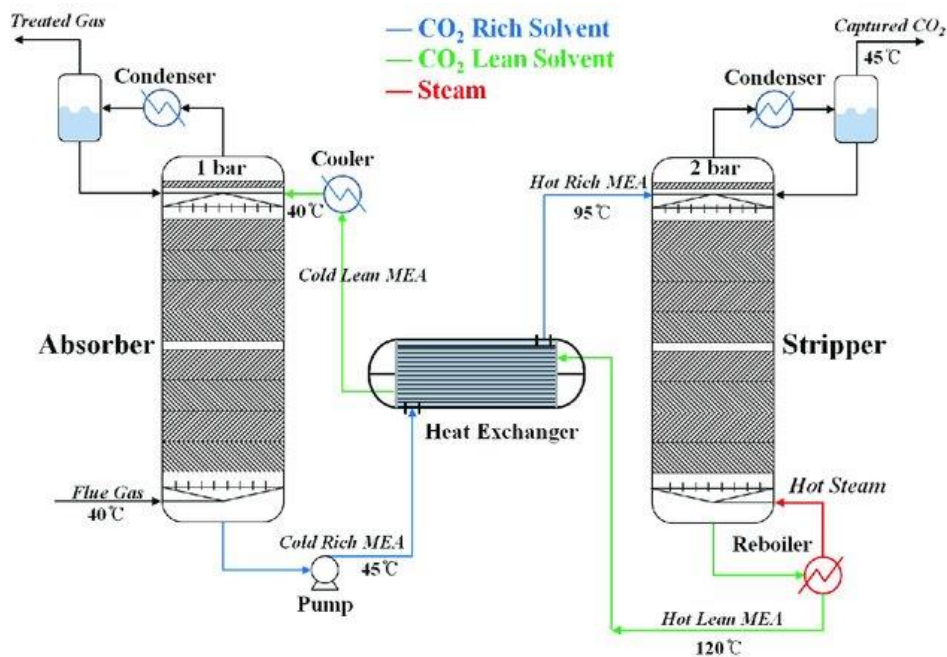 Treated Gas
Captured CO₂
CO₂ Rich Solvent
CO₂ Lean Solvent
Steam
45℃
Condenser
Condenser
1 bar
Cooler
2 bar
Hot Rich MEA
40℃
95℃
Cold Lean MEA
Absorber
Stripper
Heat Exchanger
Flue Gas
40℃
Hot Steam
Cold Rich MEA
45℃
Reboiler
Pump
Hot Lean MEA
120℃